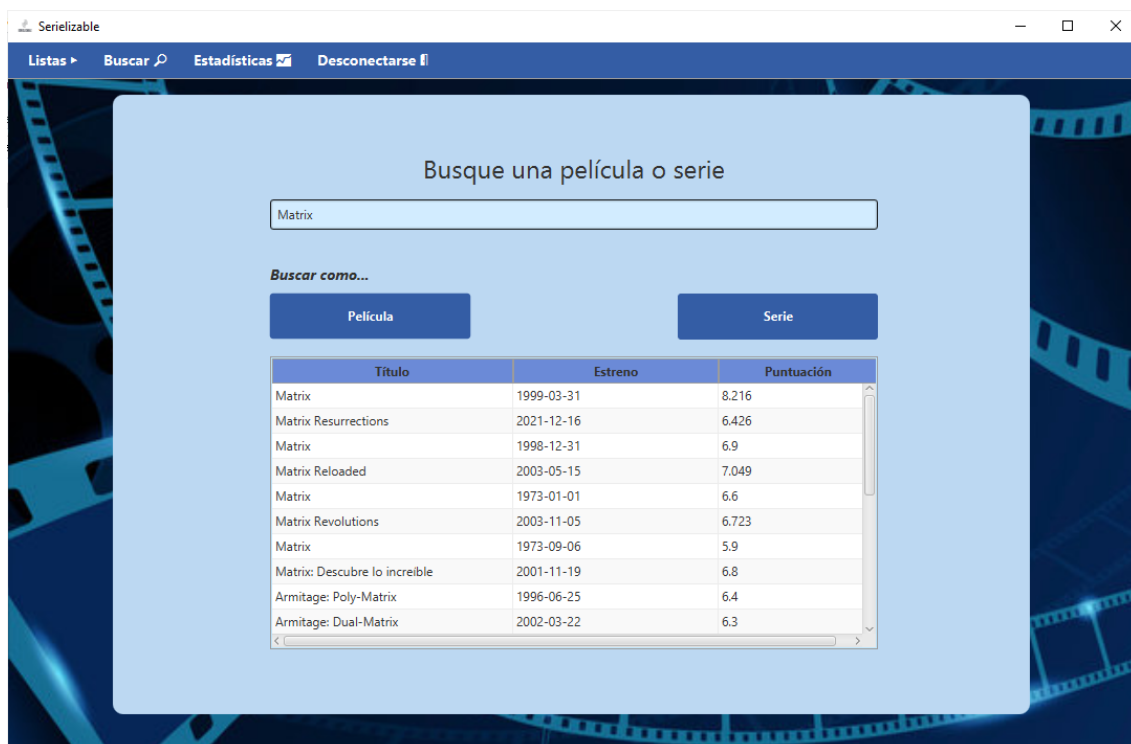 Serielizable
Listas Buscar Estadísticas Desconectarse
Busque una película o serie
Matrix
Buscar como...
Película Serie
Título Estreno Puntuación
Matrix 1999-03-31 8.216
Matrix Resurrections 2021-12-16 6.426
Matrix 1998-12-31 6.9
Matrix Reloaded 2003-05-15 7.049
Matrix 1973-01-01 6.6
Matrix Revolutions 2003-11-05 6.723
Matrix 1973-09-06 5.9
Matrix: Descubre lo increíble 2001-11-19 6.8
Armitage: Poly-Matrix 1996-06-25 6.4
Armitage: Dual-Matrix 2002-03-22 6.3